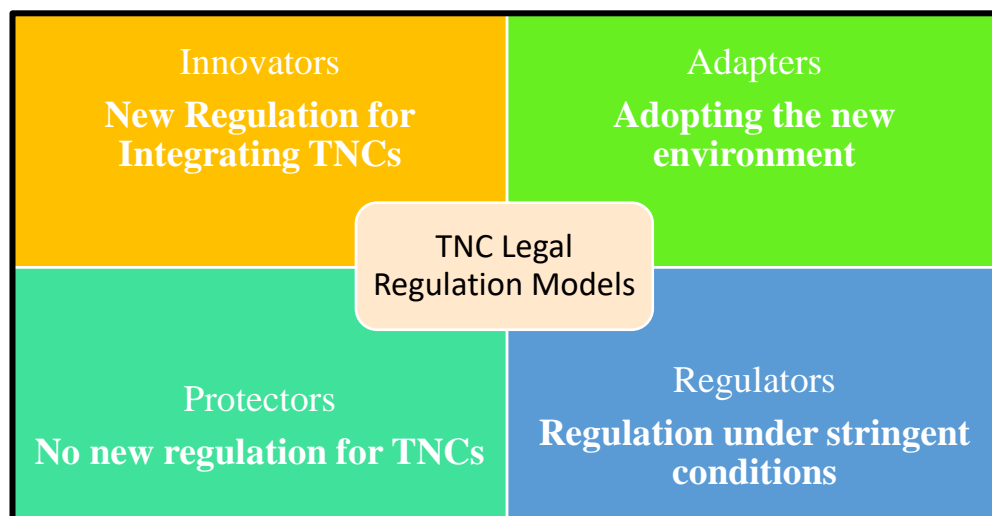 Innovators
New Regulation for
Integrating TNCs
Adapters
Adopting the new
environment
TNC Legal
Regulation Models
Protectors
No new regulation for TNCs
Regulators
Regulation under stringent
conditions